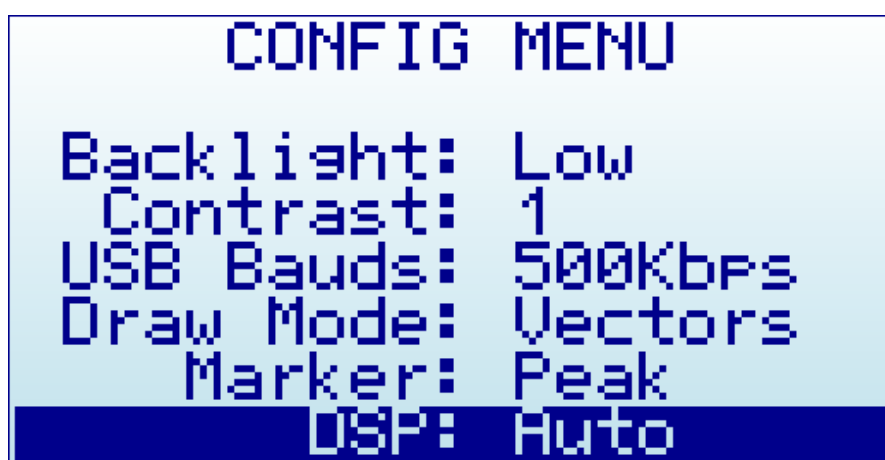 CONFIG MENU
Backlight: Low
Contrast: 1
USB Bauds: 500Kbps
Draw Mode: Vectors
Marker: Peak
DSP: Auto